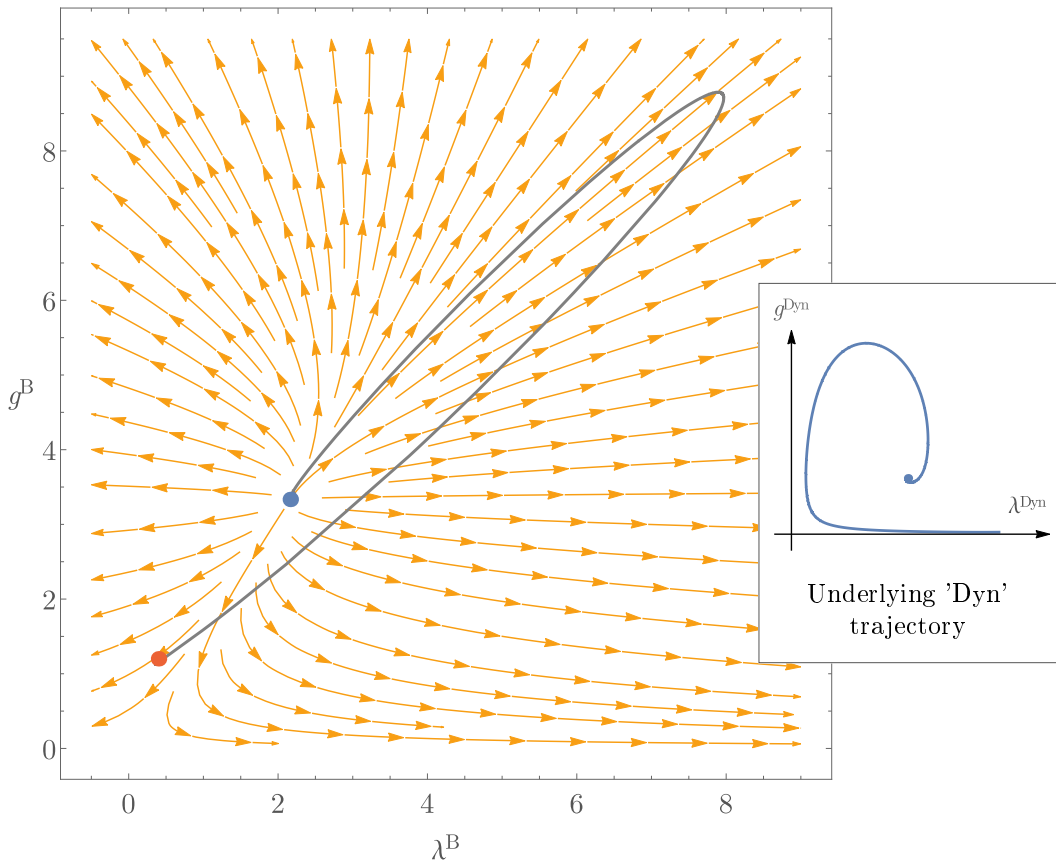 8
6
4
2
0
g^B
0 2 4 6 8
λ^B
g^Dyn
λ^Dyn
Underlying 'Dyn'
trajectory